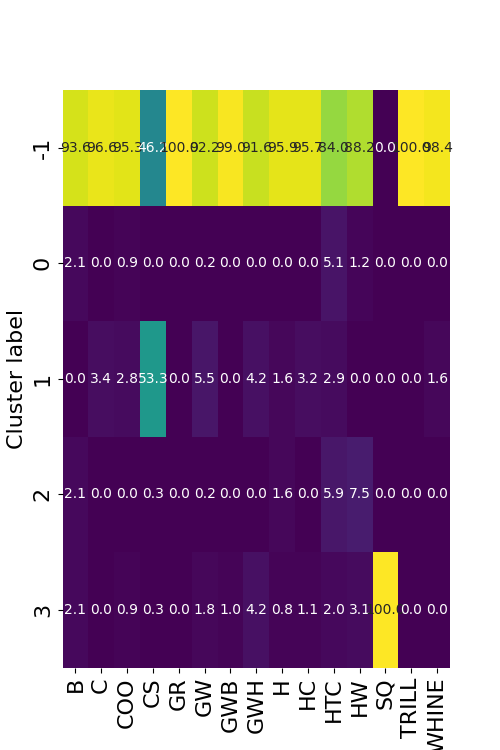 -1 93.6 96.6 95.3 46.2 100.0 92.2 99.0 91.6 95.9 95.7 84.0 88.2 0.0 100.0 98.4
0 2.1 0.0 0.9 0.0 0.0 0.2 0.0 0.0 0.0 0.0 5.1 1.2 0.0 0.0 0.0
1 0.0 3.4 2.8 53.3 0.0 5.5 0.0 4.2 1.6 3.2 2.9 0.0 0.0 0.0 1.6
2 2.1 0.0 0.0 0.3 0.0 0.2 0.0 0.0 1.6 0.0 5.9 7.5 0.0 0.0 0.0
3 2.1 0.0 0.9 0.3 0.0 1.8 1.0 4.2 0.8 1.1 2.0 3.1 100.0 0.0 0.0
Cluster label
B C COO CS GR GW GWB GWH H HC HTC HW SQ TRILL WHINE